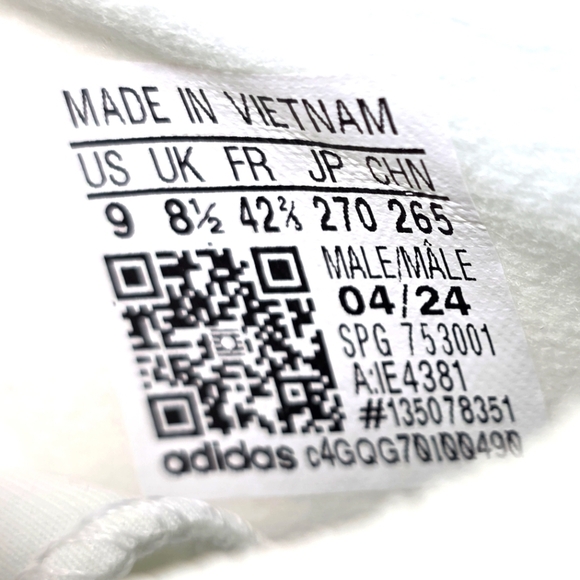 MADE IN VIETNAM
US UK FR JP CHN
9 8½ 42⅔ 270 265
MALE/MÂLE
04/24
SPG 753001
A:IE4381
#135078351
adidas c4GQG70100490